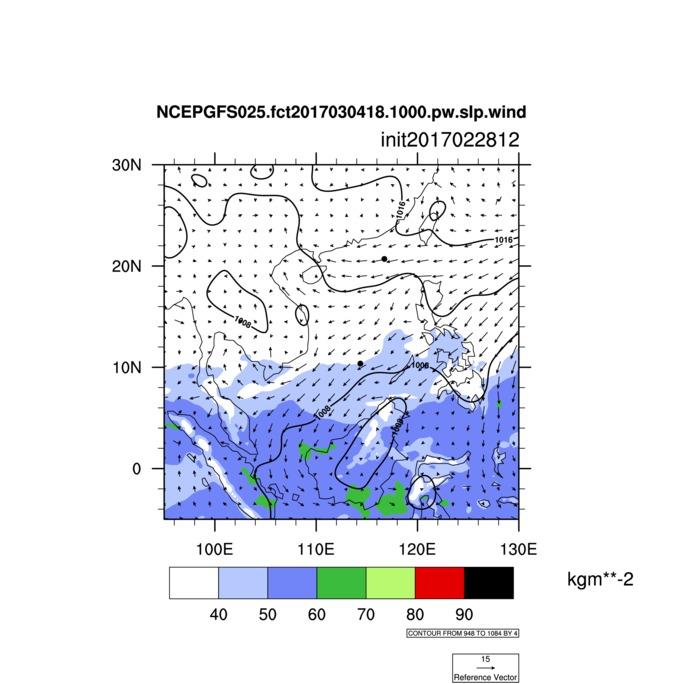 NCEPGFS025.fct2017030418.1000.pw.slp.wind
init2017022812
30N
1016
1016
20N
1008
10N
1008
1008
1008
0
100E 110E 120E 130E
kgm**-2
40 50 60 70 80 90
CONTOUR FROM 948 TO 1084 BY 4
15
Reference Vector